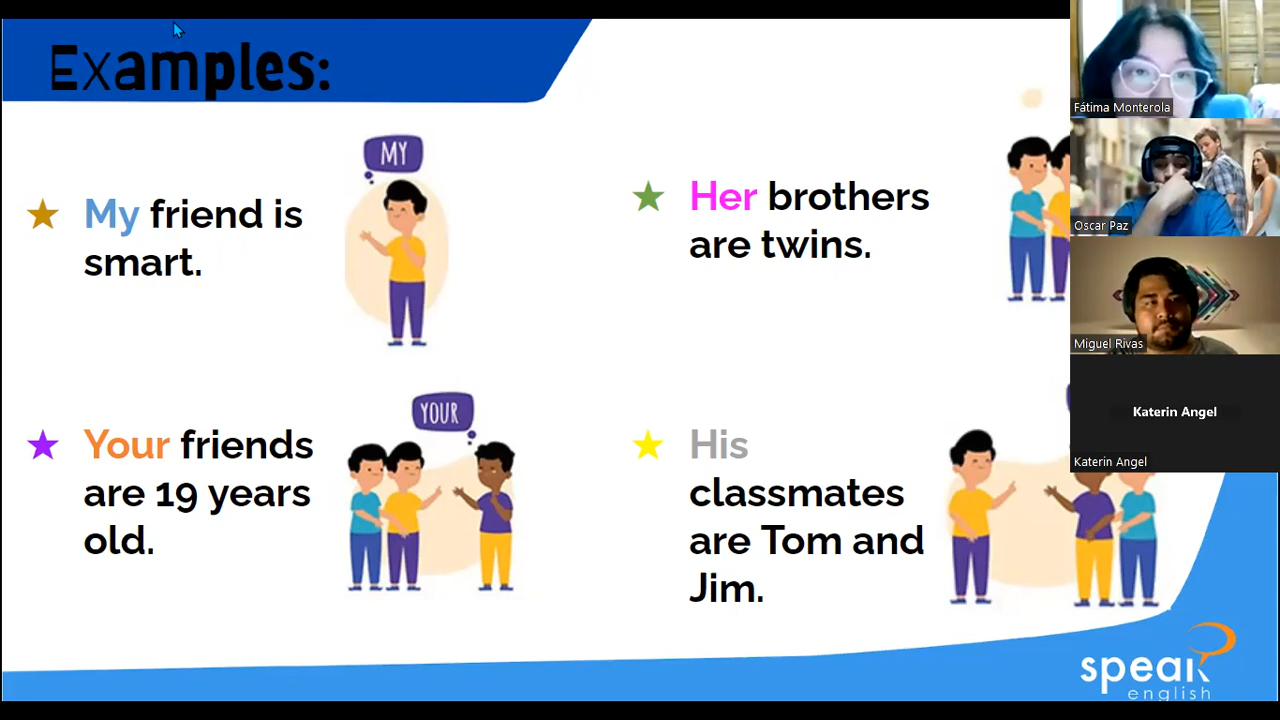 Examples:
MY
My friend is
smart.
Her brothers
are twins.
YOUR
Your friends
are 19 years
old.
His
classmates
are Tom and
Jim.
Fátima Monterola
Oscar Paz
Miguel Rivas
Katerin Angel
Katerin Angel
speak
english